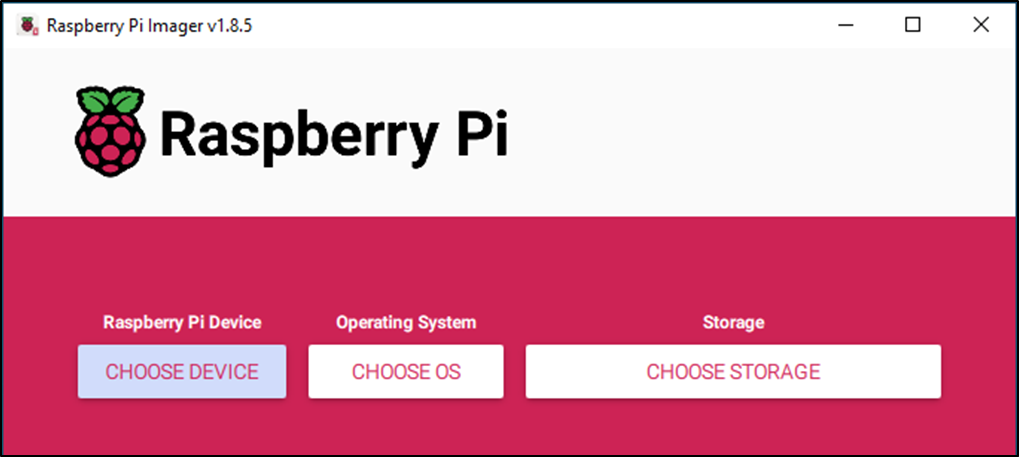 Raspberry Pi Imager v1.8.5
Raspberry Pi
Raspberry Pi Device
Operating System
Storage
CHOOSE DEVICE
CHOOSE OS
CHOOSE STORAGE